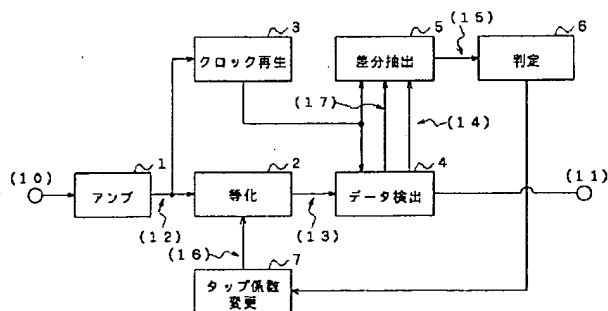 (15)
3
5
6
クロック再生
差分抽出
判定
(17)
(14)
(10)
1
2
4
(11)
アンプ
等化
データ検出
(12)
(13)
(16)
7
タップ係数
変更